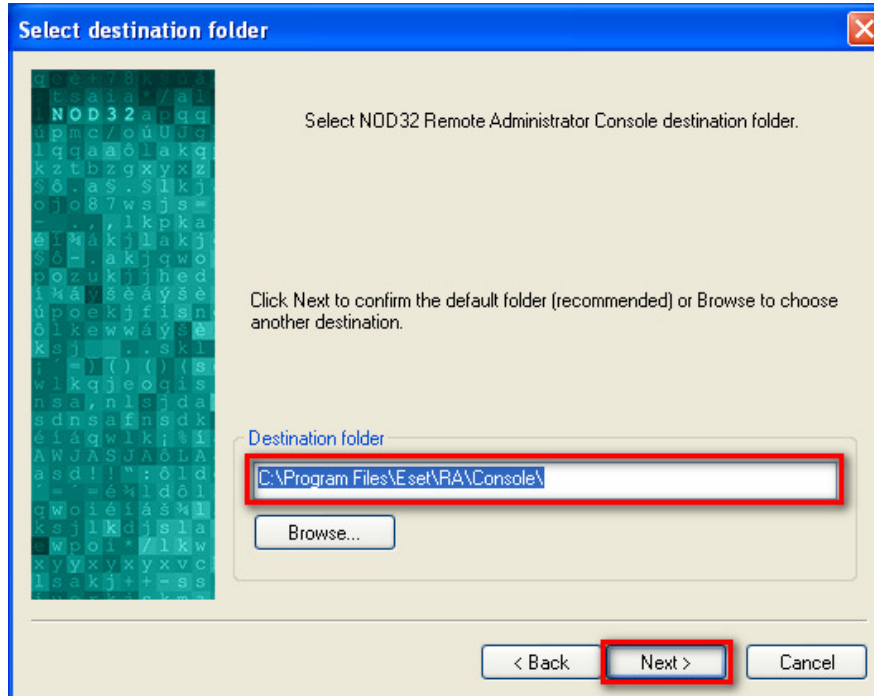 Select destination folder
NOD32
Select NOD32 Remote Administrator Console destination folder.
Click Next to confirm the default folder (recommended) or Browse to choose
another destination.
Destination folder
C:\Program Files\Eset\RA\Console\
Browse...
< Back
Next >
Cancel